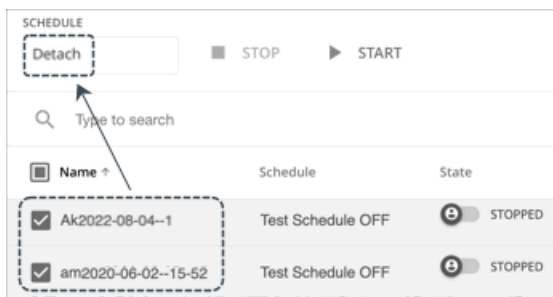 SCHEDULE
Detach STOP START
Type to search
Name ↑ Schedule State
Ak2022-08-04--1 Test Schedule OFF STOPPED
am2020-06-02--15-52 Test Schedule OFF STOPPED